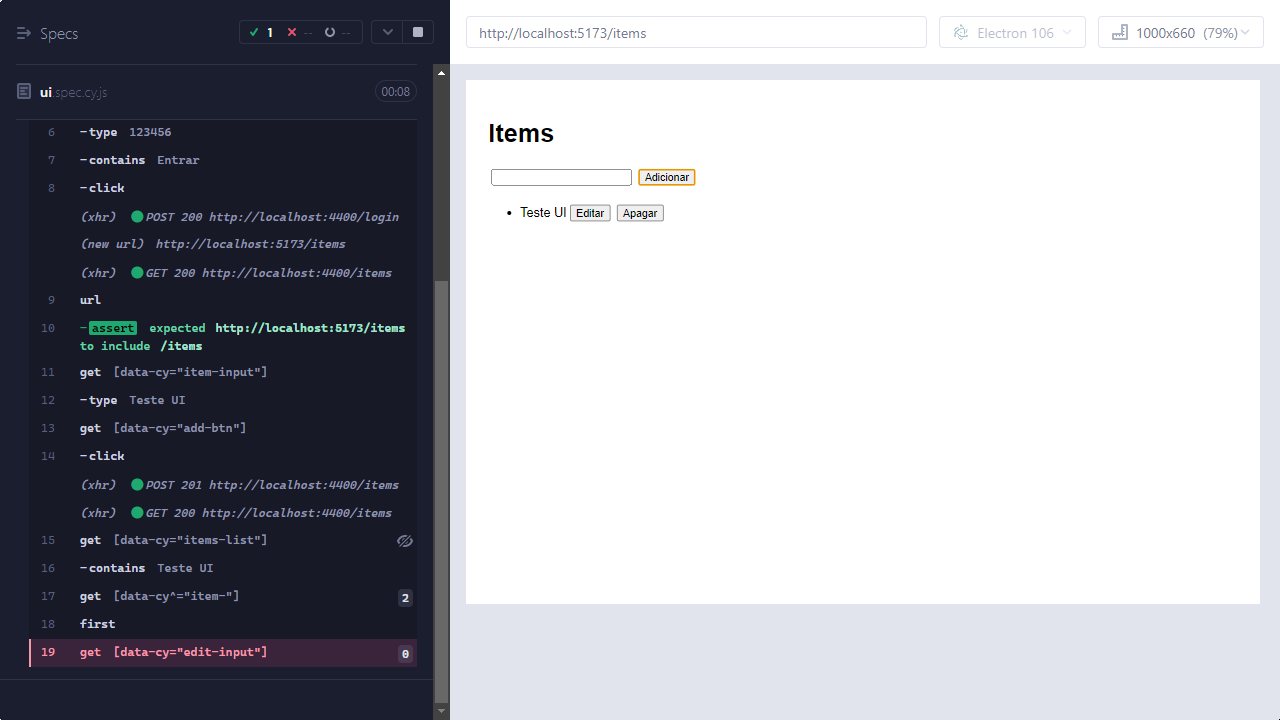 Specs
1 -- --
ui.spec.cy.js
00:08
6 -type 123456
7 -contains Entrar
8 -click
(xhr) POST 200 http://localhost:4400/login
(new url) http://localhost:5173/items
(xhr) GET 200 http://localhost:4400/items
9 url
10 -assert expected http://localhost:5173/items
to include /items
11 get [data-cy="item-input"]
12 -type Teste UI
13 get [data-cy="add-btn"]
14 -click
(xhr) POST 201 http://localhost:4400/items
(xhr) GET 200 http://localhost:4400/items
15 get [data-cy="items-list"]
16 -contains Teste UI
17 get [data-cy^="item-"] 2
18 first
19 get [data-cy="edit-input"] 0
http://localhost:5173/items
Electron 106
1000x660 (79%)
Items
Adicionar
• Teste UI Editar Apagar